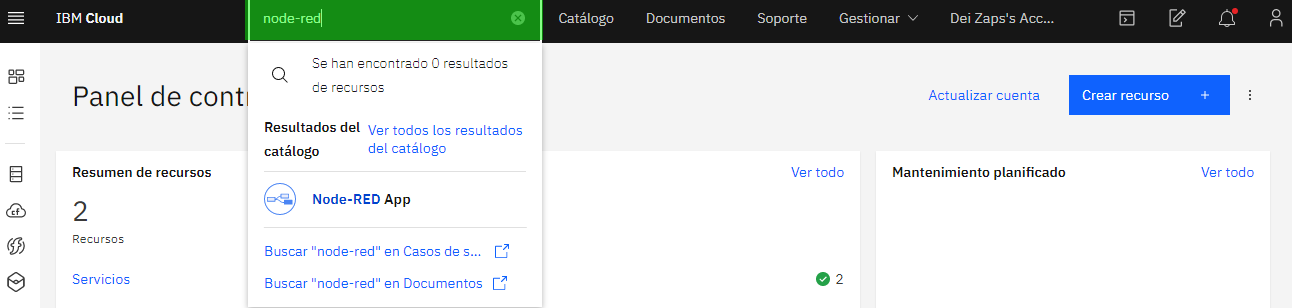 IBM Cloud
node-red
Catálogo
Documentos
Soporte
Gestionar
Dei Zaps's Acc...
Se han encontrado 0 resultados
de recursos
Panel de contr
Actualizar cuenta
Crear recurso +
Resultados del
catálogo
Ver todos los resultados
del catálogo
Resumen de recursos
Ver todo
Mantenimiento planificado
Ver todo
Node-RED App
2
Recursos
Buscar "node-red" en Casos de s...
Buscar "node-red" en Documentos
Servicios
2
cf